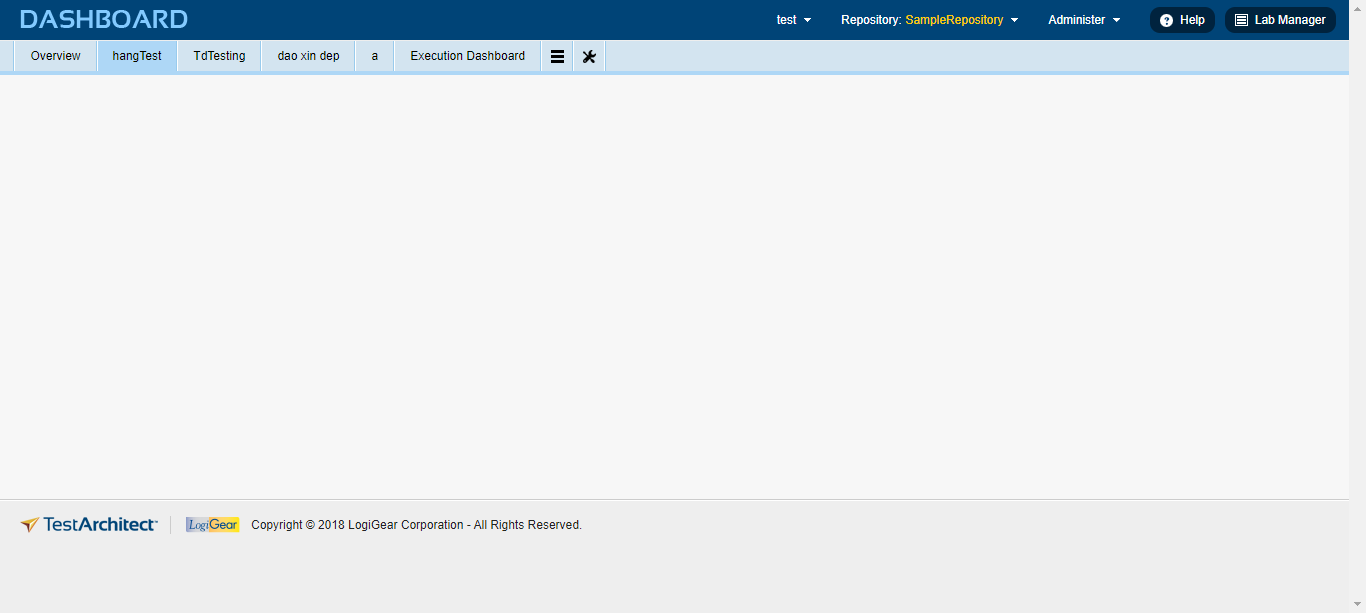 DASHBOARD test Repository: SampleRepository Administer Help Lab Manager
Overview hangTest TdTesting dao xin dep a Execution Dashboard
TestArchitect™ LogiGear Copyright © 2018 LogiGear Corporation - All Rights Reserved.